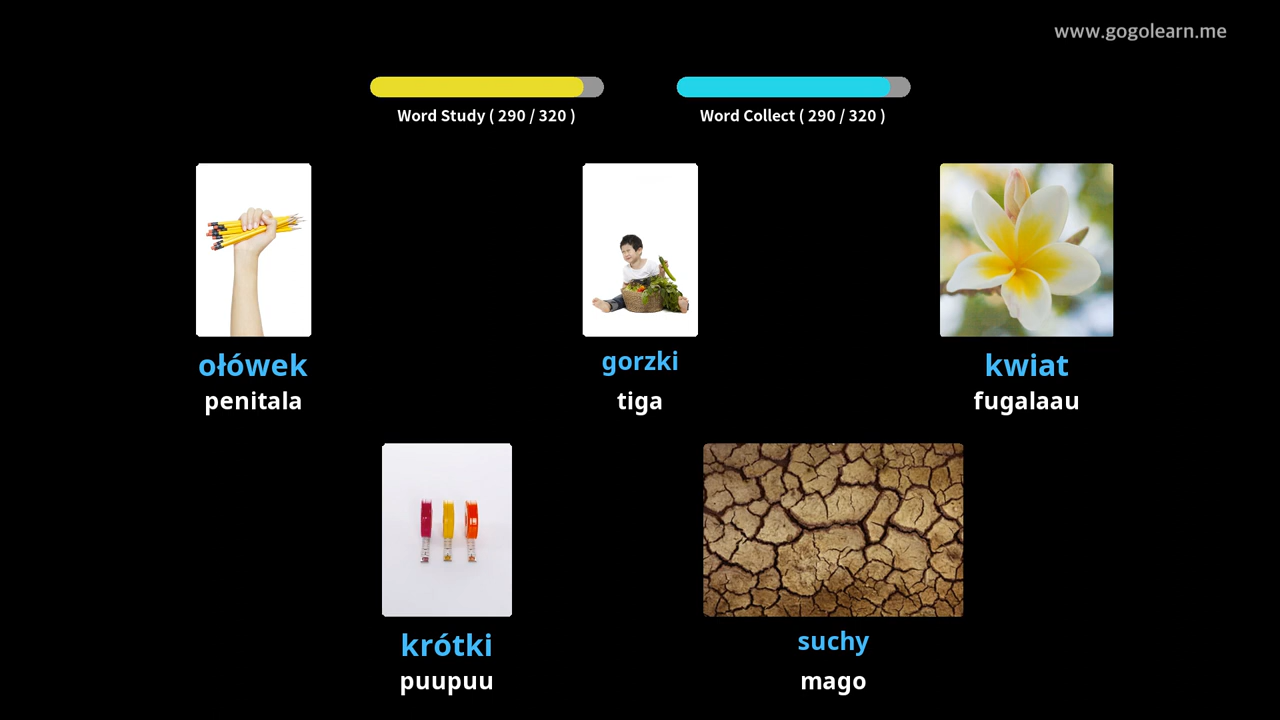 www.gogolearn.me
Word Study ( 290 / 320 )
Word Collect ( 290 / 320 )
ołówek
penitala
gorzki
tiga
kwiat
fugalaau
krótki
puupuu
suchy
mago